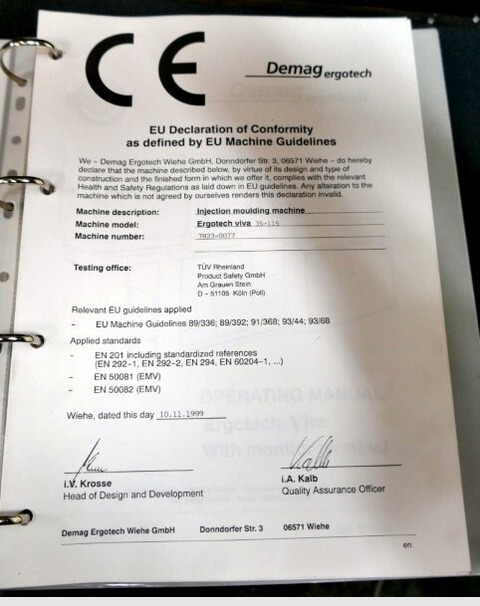 CE
Demag ergotech
EU Declaration of Conformity
as defined by EU Machine Guidelines
We - Demag Ergotech Wiehe GmbH, Donndorfer Str. 3, 06571 Wiehe - do hereby
declare that the machine described below, by virtue of its design and type of
construction and the finished form in which we offer it, complies with the relevant
Health and Safety Regulations as laid down in EU guidelines. Any alteration to the
machine which is not agreed by ourselves renders this declaration invalid.
Machine description: Injection moulding machine
Machine model: Ergotech viva 35-115
Machine number: 7823-0077
Testing office: TÜV Rheinland
Product Safety GmbH
Am Grauen Stein
D - 51105 Köln (Poll)
Relevant EU guidelines applied
- EU Machine Guidelines 89/336; 89/392; 91/368; 93/44; 93/68
Applied standards
- EN 201 including standardized references
(EN 292-1, EN 292-2, EN 294, EN 60204-1, ...)
- EN 50081 (EMV)
- EN 50082 (EMV)
Wiehe, dated this day 10.11.1999
i.V. Krosse
Head of Design and Development
i.A. Kalb
Quality Assurance Officer
Demag Ergotech Wiehe GmbH Donndorfer Str. 3 06571 Wiehe
en